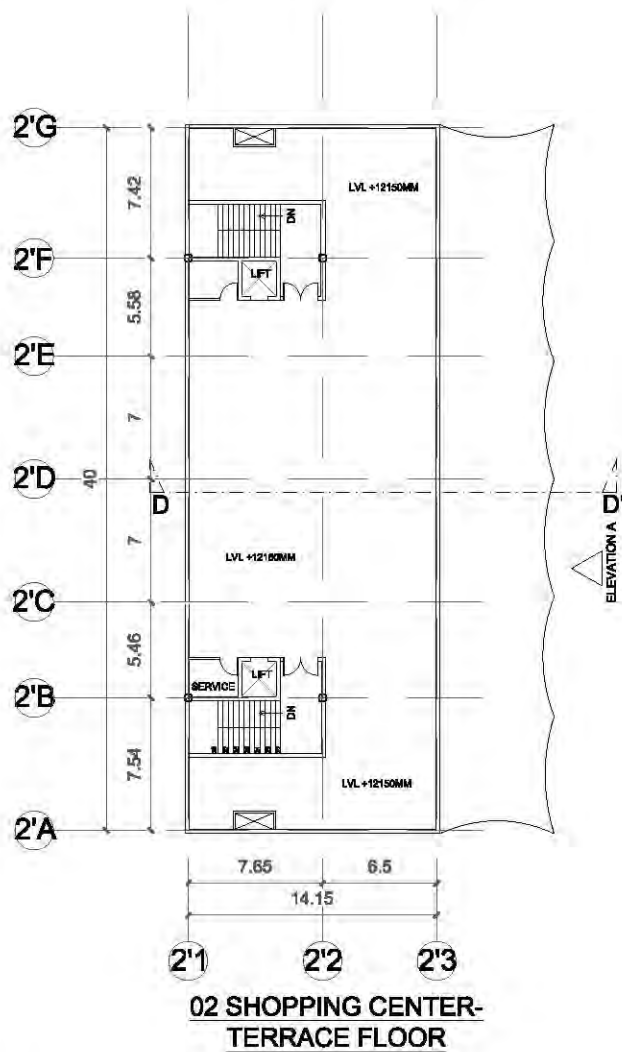 2'G
7.42
LVL +12150MM
DN
2'F
LIFT
5.58
2'E
7
2'D
40
D
D'
7
LVL +12150MM
ELEVATION A
2'C
5.46
LIFT
SERVICE
2'B
DN
7.54
LVL +12150MM
2'A
7.65
6.5
14.15
2'1
2'2
2'3
02 SHOPPING CENTER-
TERRACE FLOOR